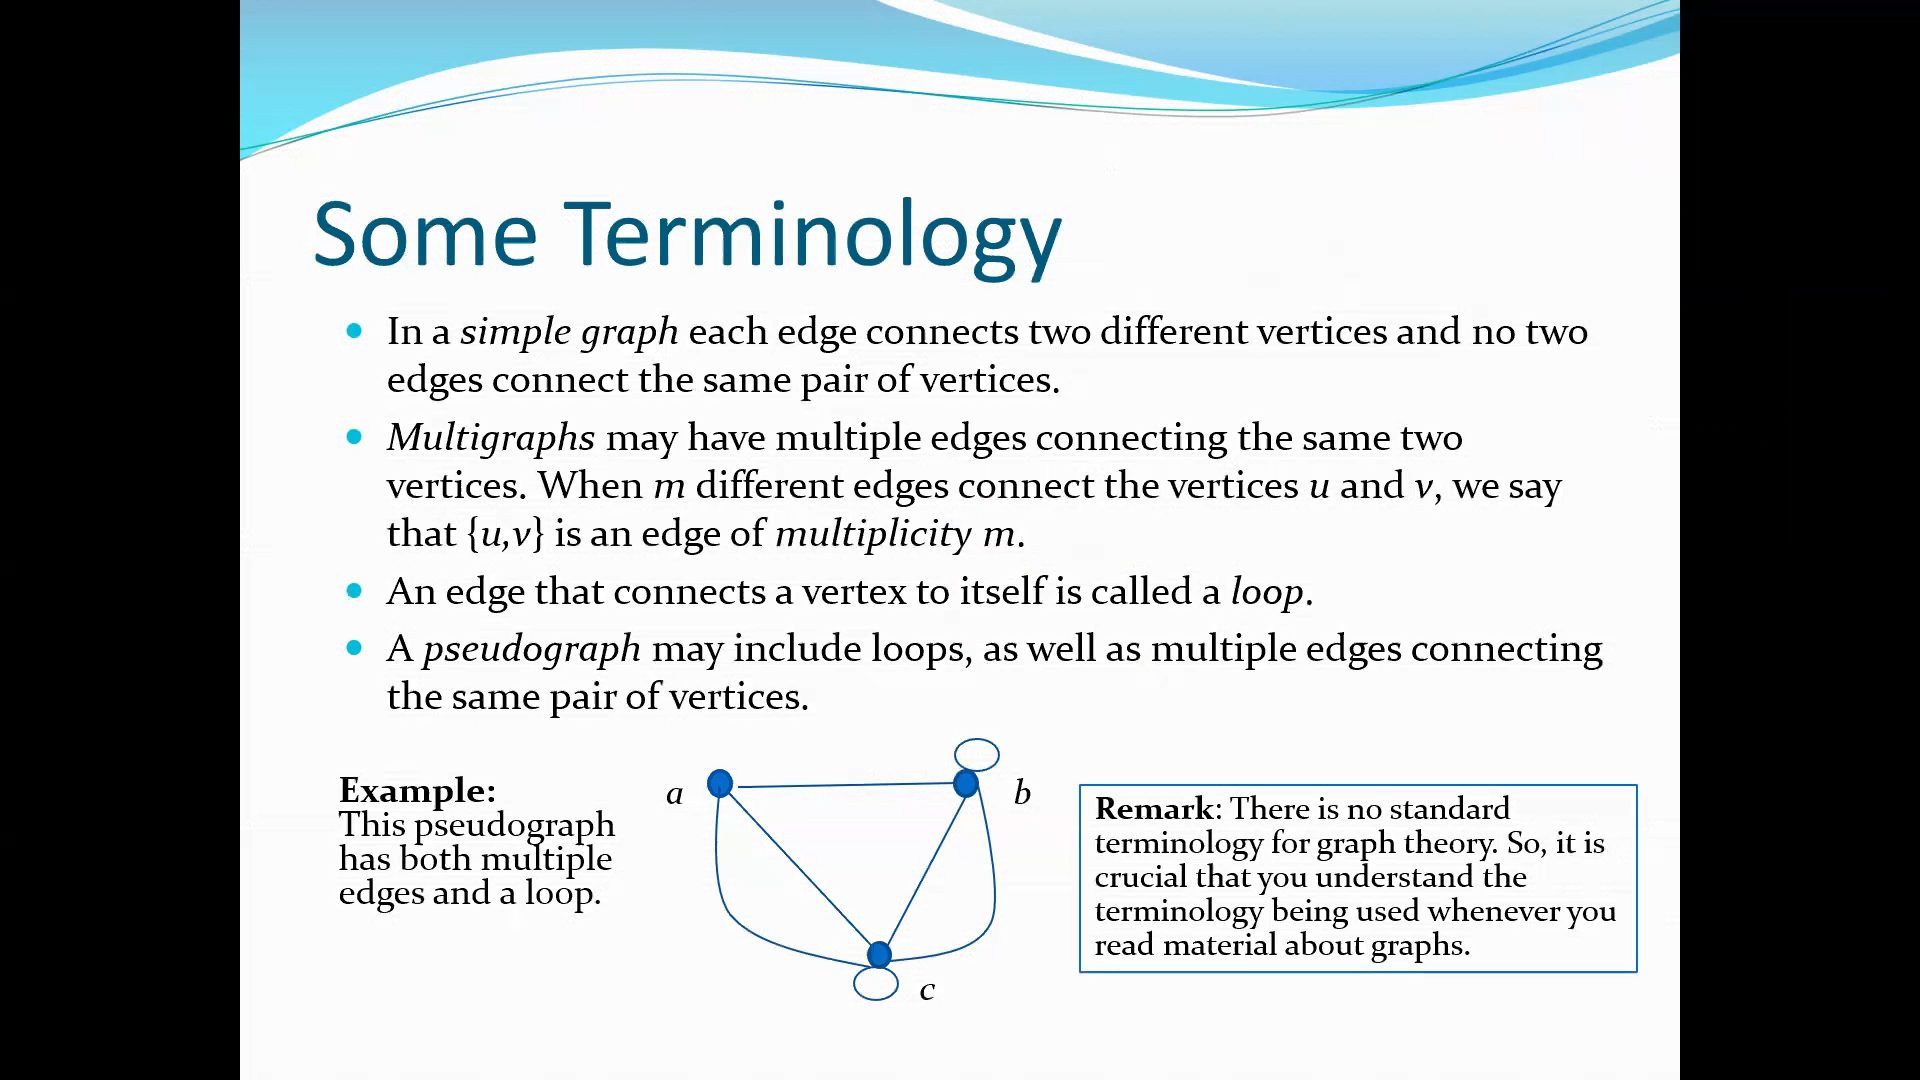 Some Terminology
In a simple graph each edge connects two different vertices and no two
edges connect the same pair of vertices.
Multigraphs may have multiple edges connecting the same two
vertices. When m different edges connect the vertices u and v, we say
that {u,v} is an edge of multiplicity m.
An edge that connects a vertex to itself is called a loop.
A pseudograph may include loops, as well as multiple edges connecting
the same pair of vertices.
Example:
This pseudograph
has both multiple
edges and a loop.
a
b
c
Remark: There is no standard
terminology for graph theory. So, it is
crucial that you understand the
terminology being used whenever you
read material about graphs.